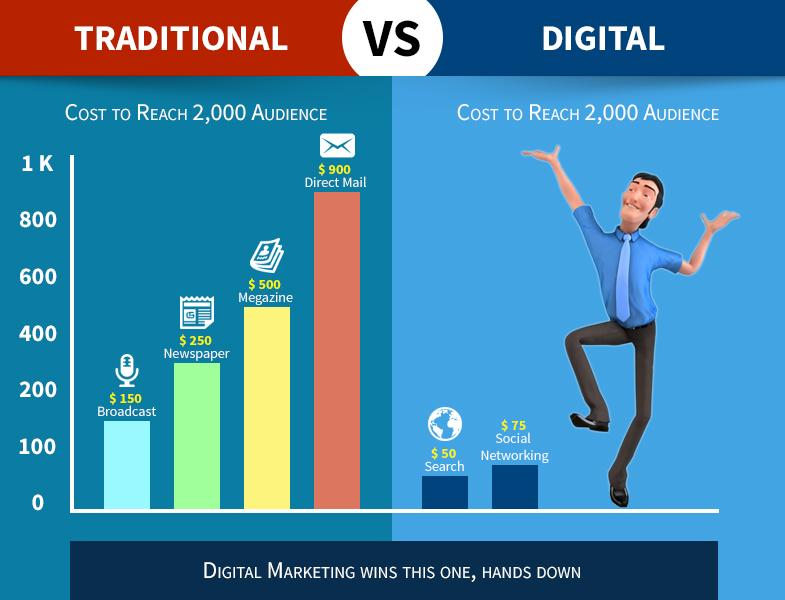 TRADITIONAL
VS
DIGITAL
COST TO REACH 2,000 AUDIENCE
COST TO REACH 2,000 AUDIENCE
1 K
800
600
400
200
100
0
$ 150
Broadcast
$ 250
Newspaper
$ 500
Megazine
$ 900
Direct Mail
$ 50
Search
$ 75
Social
Networking
DIGITAL MARKETING WINS THIS ONE, HANDS DOWN